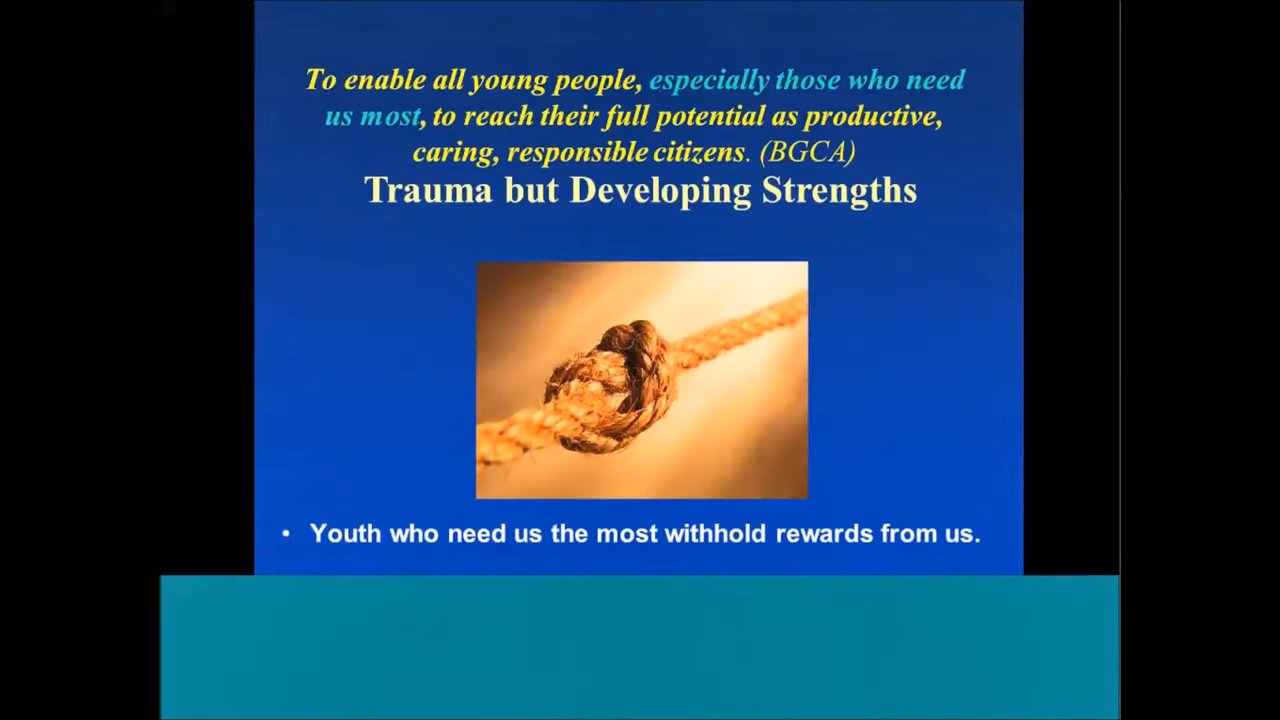 To enable all young people, especially those who need
us most, to reach their full potential as productive,
caring, responsible citizens. (BGCA)
Trauma but Developing Strengths
• Youth who need us the most withhold rewards from us.